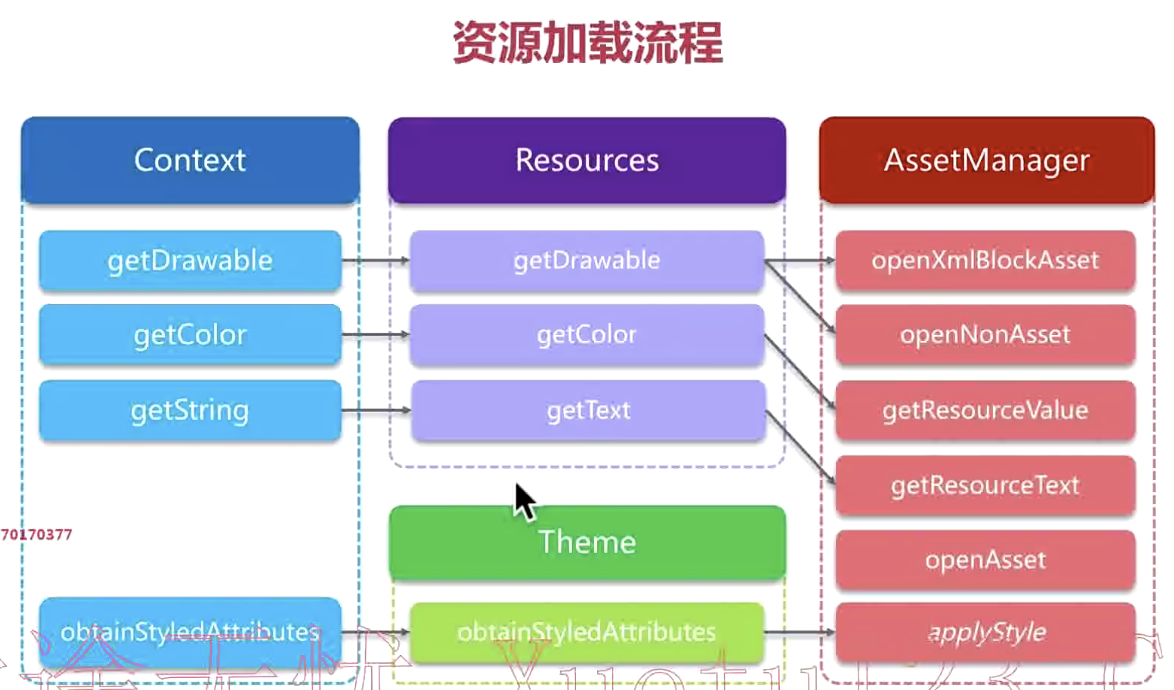 资源加载流程
Context
Resources
AssetManager
getDrawable
getDrawable
openXmlBlockAsset
getColor
getColor
openNonAsset
getString
getText
getResourceValue
getResourceText
70170377
Theme
openAsset
obtainStyledAttributes
obtainStyledAttributes
applyStyle